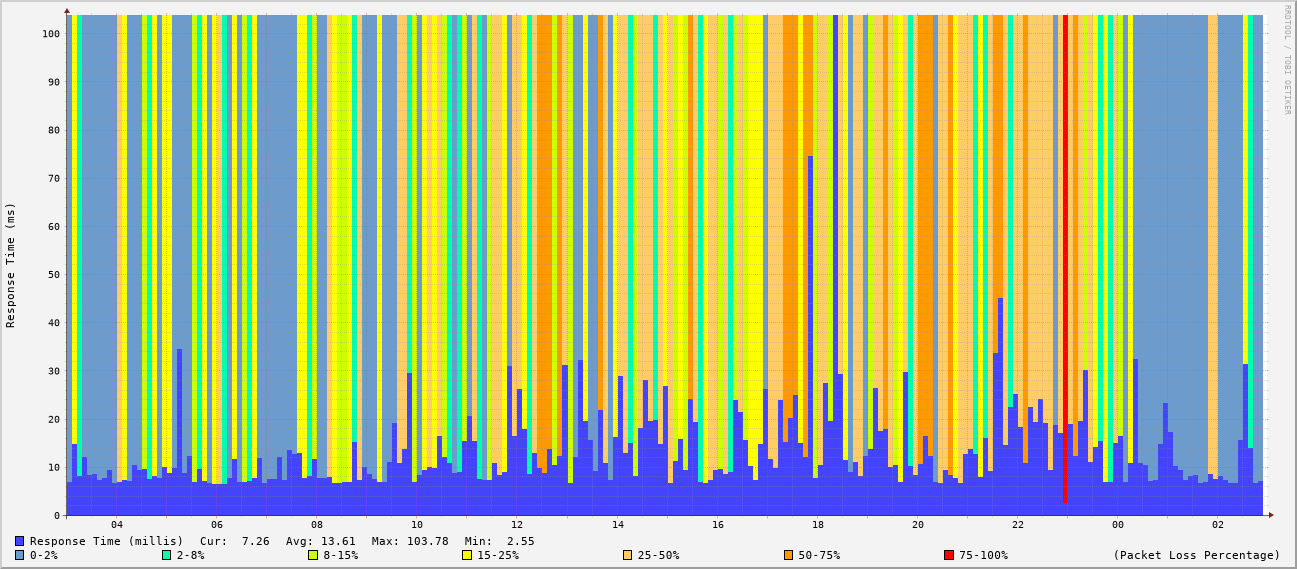 RRDTOOL / TOBI OETIKER
Response Time (ms)
100
90
80
70
60
50
40
30
20
10
0
04 06 08 10 12 14 16 18 20 22 00 02
Response Time (millis) Cur: 7.26 Avg: 13.61 Max: 103.78 Min: 2.55
0-2% 2-8% 8-15% 15-25% 25-50% 50-75% 75-100% (Packet Loss Percentage)